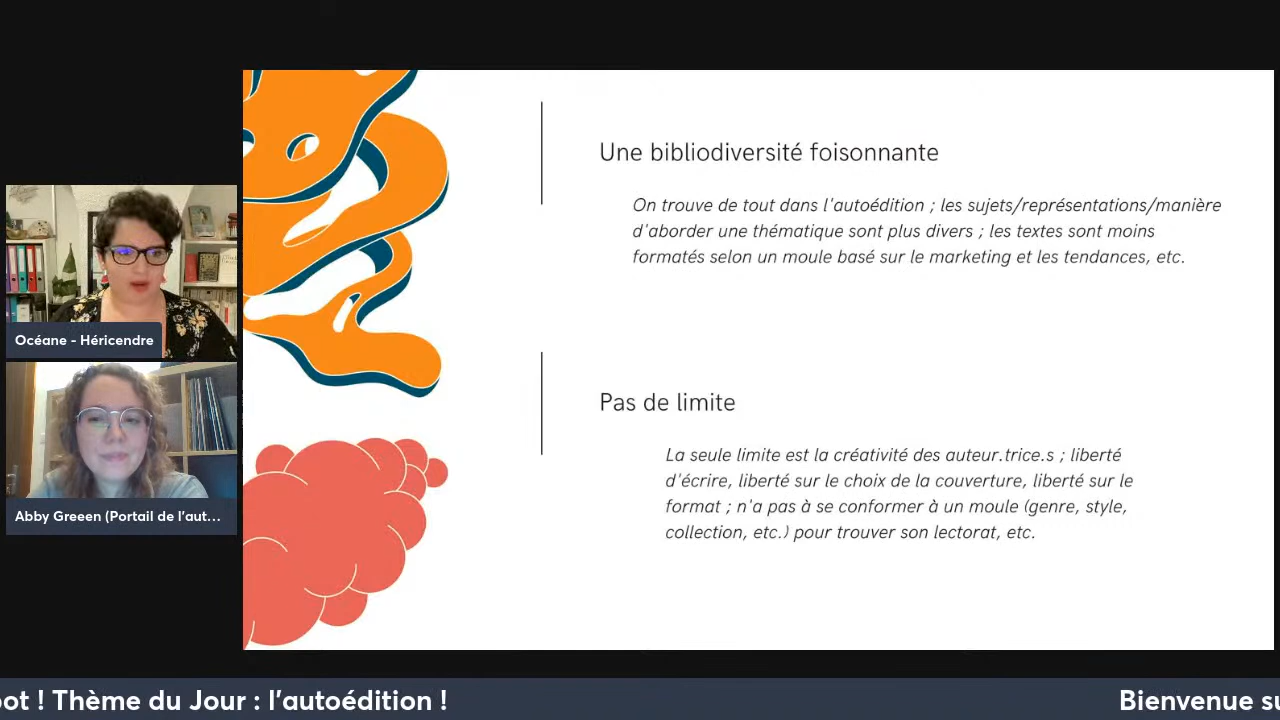 Une bibliodiversité foisonnante
On trouve de tout dans l'autoédition ; les sujets/représentations/manière
d'aborder une thématique sont plus divers ; les textes sont moins
formatés selon un moule basé sur le marketing et les tendances, etc.
Océane - Héricendre
Abby Greeen (Portail de l'aut...
Pas de limite
La seule limite est la créativité des auteur.trice.s ; liberté
d'écrire, liberté sur le choix de la couverture, liberté sur le
format ; n'a pas à se conformer à un moule (genre, style,
collection, etc.) pour trouver son lectorat, etc.
! Thème du Jour : l'autoédition !
Bienvenue